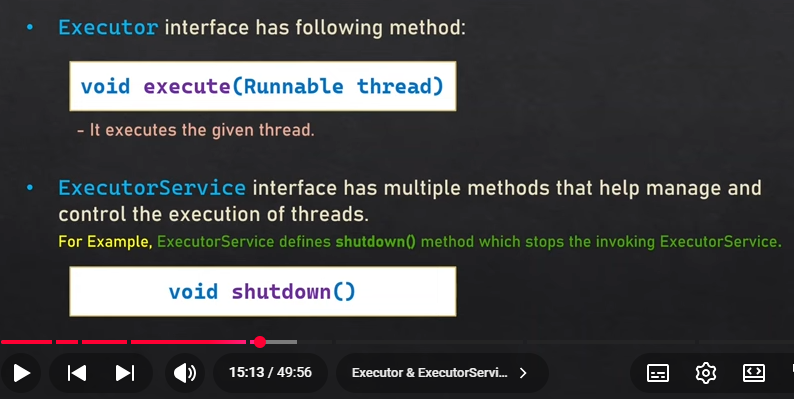 • Executor interface has following method:
void execute(Runnable thread)
- It executes the given thread.
• ExecutorService interface has multiple methods that help manage and
control the execution of threads.
For Example, ExecutorService defines shutdown() method which stops the invoking ExecutorService.
void shutdown()
15:13 / 49:56
Executor & ExecutorServi...